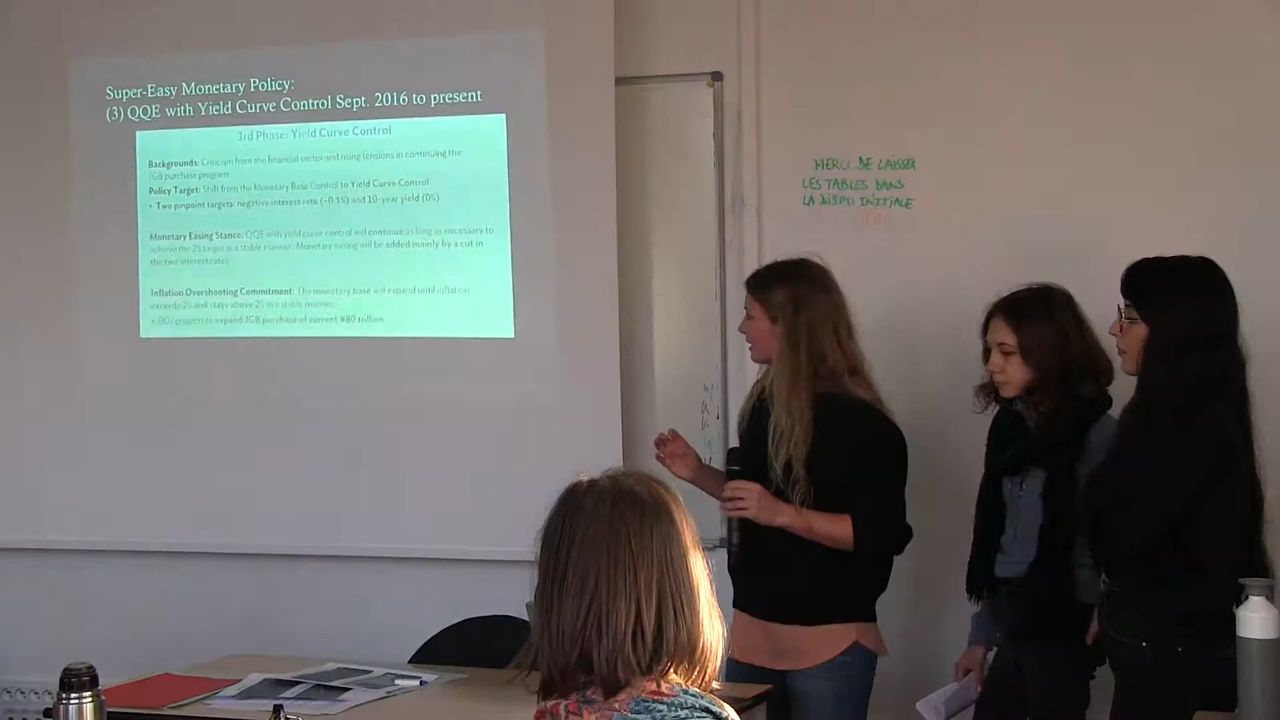 Super-Easy Monetary Policy:
(3) QQE with Yield Curve Control Sept. 2016 to present
3rd Phase: Yield Curve Control
Backgrounds: Criticism from the financial sector and rising tensions in continuing the
JGB purchase program
Policy Target: Shift from the Monetary Base Control to Yield Curve Control
• Two pinpoint targets: negative interest rate (-0.1%) and 10-year yield (0%)
Monetary Easing Stance: QQE with yield curve control will continue as long as necessary to
achieve the 2% target in a stable manner. Monetary easing will be added mainly by a cut in
the two interest rates
Inflation Overshooting Commitment: The monetary base will expand until inflation
exceeds 2% and stays above 2% in a stable manner.
• BOJ projects to expand JGB purchase of current ¥80 trillion
MERCI DE LAISSER
LES TABLES DANS
LA DISPO INITIALE